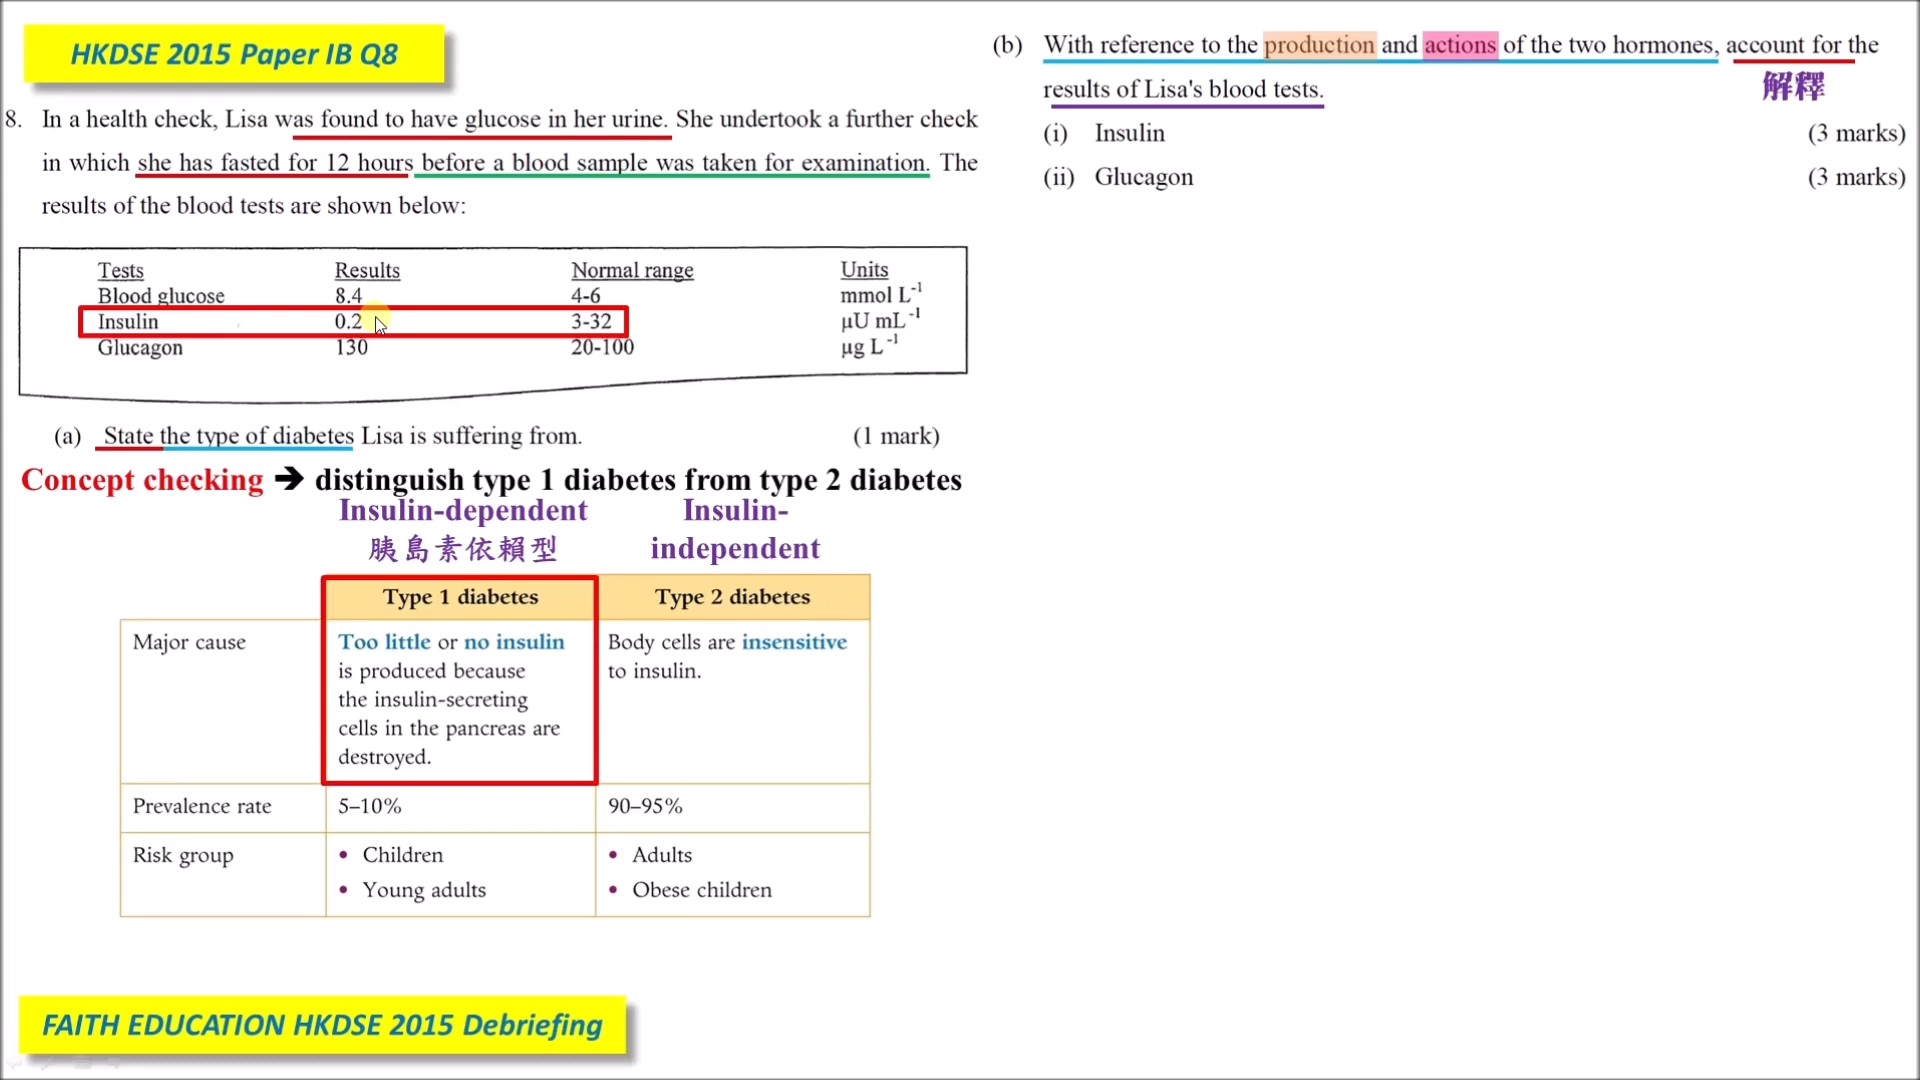 HKDSE 2015 Paper IB Q8
8. In a health check, Lisa was found to have glucose in her urine. She undertook a further check
in which she has fasted for 12 hours before a blood sample was taken for examination. The
results of the blood tests are shown below:
Tests Results Normal range Units
Blood glucose 8.4 4-6 mmol L⁻¹
Insulin 0.2 3-32 µU mL⁻¹
Glucagon 130 20-100 µg L⁻¹
(a) State the type of diabetes Lisa is suffering from. (1 mark)
Concept checking ➔ distinguish type 1 diabetes from type 2 diabetes
Insulin-dependent
胰島素依賴型
Insulin-
independent
Type 1 diabetes Type 2 diabetes
Major cause
Too little or no insulin
is produced because
the insulin-secreting
cells in the pancreas are
destroyed.
Body cells are insensitive
to insulin.
Prevalence rate 5–10% 90–95%
Risk group
• Children
• Young adults
• Adults
• Obese children
FAITH EDUCATION HKDSE 2015 Debriefing
(b) With reference to the production and actions of the two hormones, account for the
解釋
results of Lisa's blood tests.
(i) Insulin (3 marks)
(ii) Glucagon (3 marks)